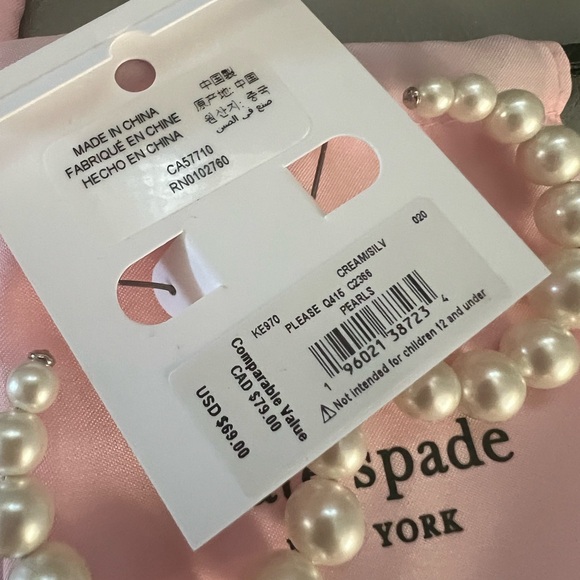 MADE IN CHINA
FABRIQUÉ EN CHINE
HECHO EN CHINA
中国製
原产地: 中国
원산지: 중국
صنع في الصين
CA57710
RN0102760
KE970
CREAM/SILV
020
PLEASE Q415 C2366
PEARLS
1 96021 38723 4
⚠Not intended for children 12 and under
Comparable Value
CAD $79.00
USD $69.00
spade
YORK